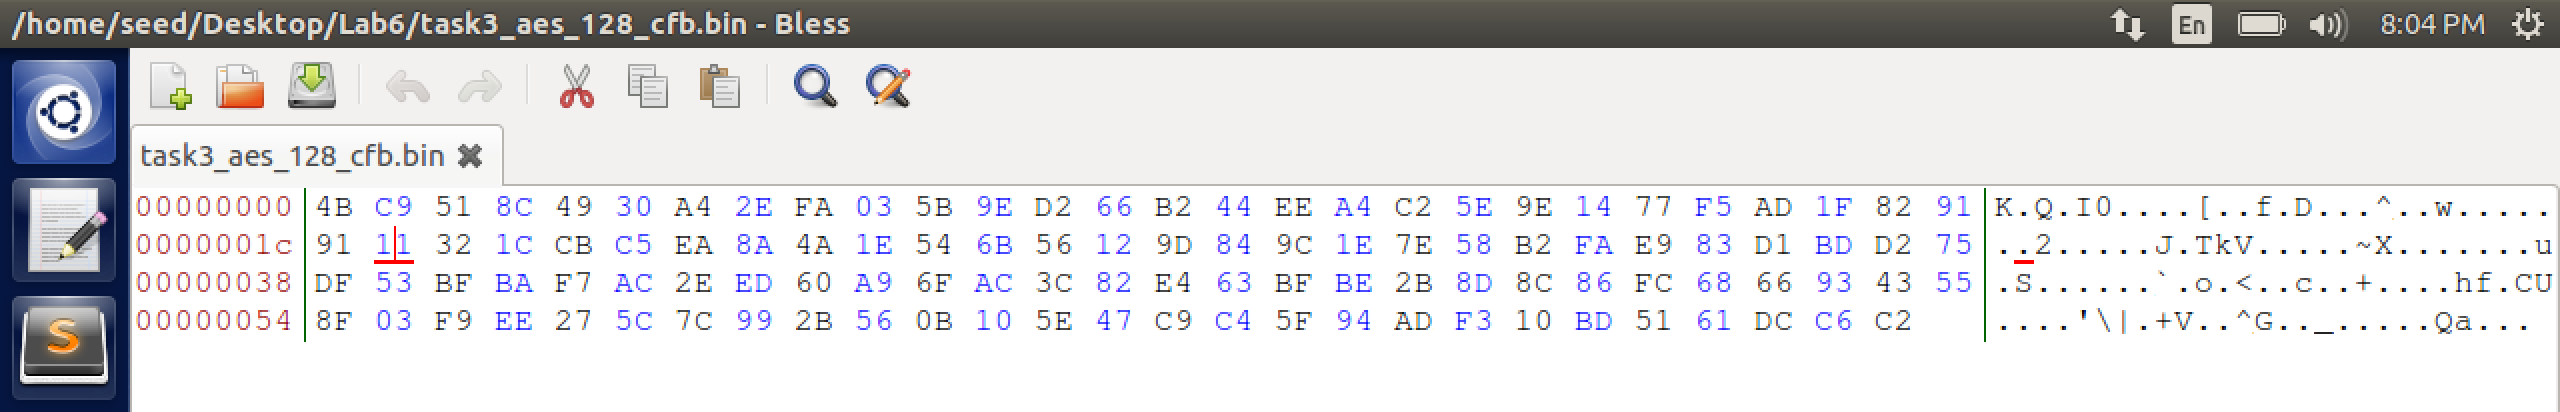 /home/seed/Desktop/Lab6/task3_aes_128_cfb.bin - Bless En 8:04 PM
task3_aes_128_cfb.bin
00000000 4B C9 51 8C 49 30 A4 2E FA 03 5B 9E D2 66 B2 44 EE A4 C2 5E 9E 14 77 F5 AD 1F 82 91 K.Q.I0....[..f.D...^..w.....
0000001c 91 11 32 1C CB C5 EA 8A 4A 1E 54 6B 56 12 9D 84 9C 1E 7E 58 B2 FA E9 83 D1 BD D2 75 ..2.....J.TkV.....~X.......u
00000038 DF 53 BF BA F7 AC 2E ED 60 A9 6F AC 3C 82 E4 63 BF BE 2B 8D 8C 86 FC 68 66 93 43 55 .S......`.o.<..c..+....hf.CU
00000054 8F 03 F9 EE 27 5C 7C 99 2B 56 0B 10 5E 47 C9 C4 5F 94 AD F3 10 BD 51 61 DC C6 C2 ....'\|.+V..^G.._.....Qa...